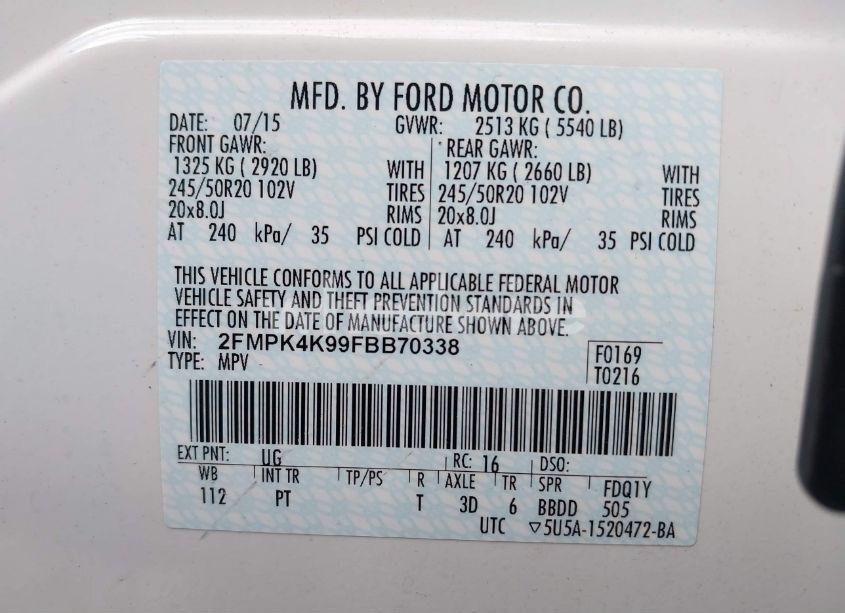 MFD. BY FORD MOTOR CO.
DATE: 07/15 GVWR: 2513 KG ( 5540 LB)
FRONT GAWR: REAR GAWR:
1325 KG ( 2920 LB) WITH 1207 KG ( 2660 LB) WITH
245/50R20 102V TIRES 245/50R20 102V TIRES
20x8.0J RIMS 20x8.0J RIMS
AT 240 kPa/ 35 PSI COLD AT 240 kPa/ 35 PSI COLD
THIS VEHICLE CONFORMS TO ALL APPLICABLE FEDERAL MOTOR
VEHICLE SAFETY AND THEFT PREVENTION STANDARDS IN
EFFECT ON THE DATE OF MANUFACTURE SHOWN ABOVE.
VIN: 2FMPK4K99FBB70338
TYPE: MPV
F0169
T0216
EXT PNT: UG RC: 16 DSO:
WB INT TR TP/PS R AXLE TR SPR FDQ1Y
112 PT T 3D 6 BBDD 505
UTC ▽5U5A-1520472-BA